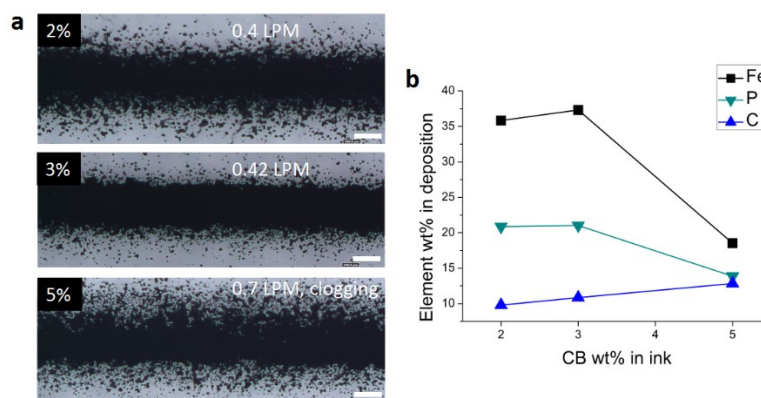 a
2%
0.4 LPM
3%
0.42 LPM
5%
0.7 LPM, clogging
b
Fe
P
C
40
35
30
25
20
15
10
2
3
4
5
Element wt% in deposition
CB wt% in ink